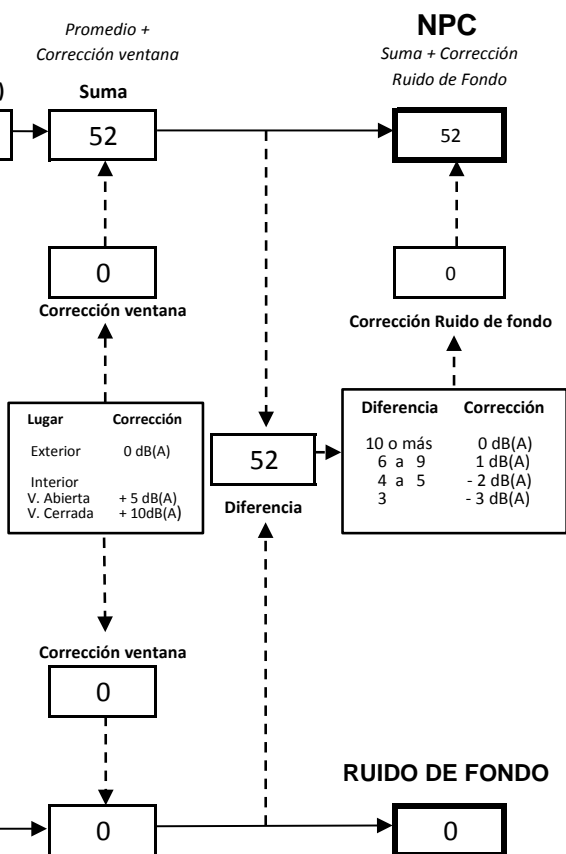 Promedio +
Corrección ventana
NPC
Suma + Corrección
Ruido de Fondo
)
Suma
52
52
0
Corrección ventana
0
Corrección Ruido de fondo
Lugar Corrección
Exterior 0 dB(A)
Interior
V. Abierta + 5 dB(A)
V. Cerrada + 10dB(A)
52
Diferencia
Diferencia Corrección
10 o más 0 dB(A)
6 a 9 1 dB(A)
4 a 5 - 2 dB(A)
3 - 3 dB(A)
Corrección ventana
0
RUIDO DE FONDO
0
0